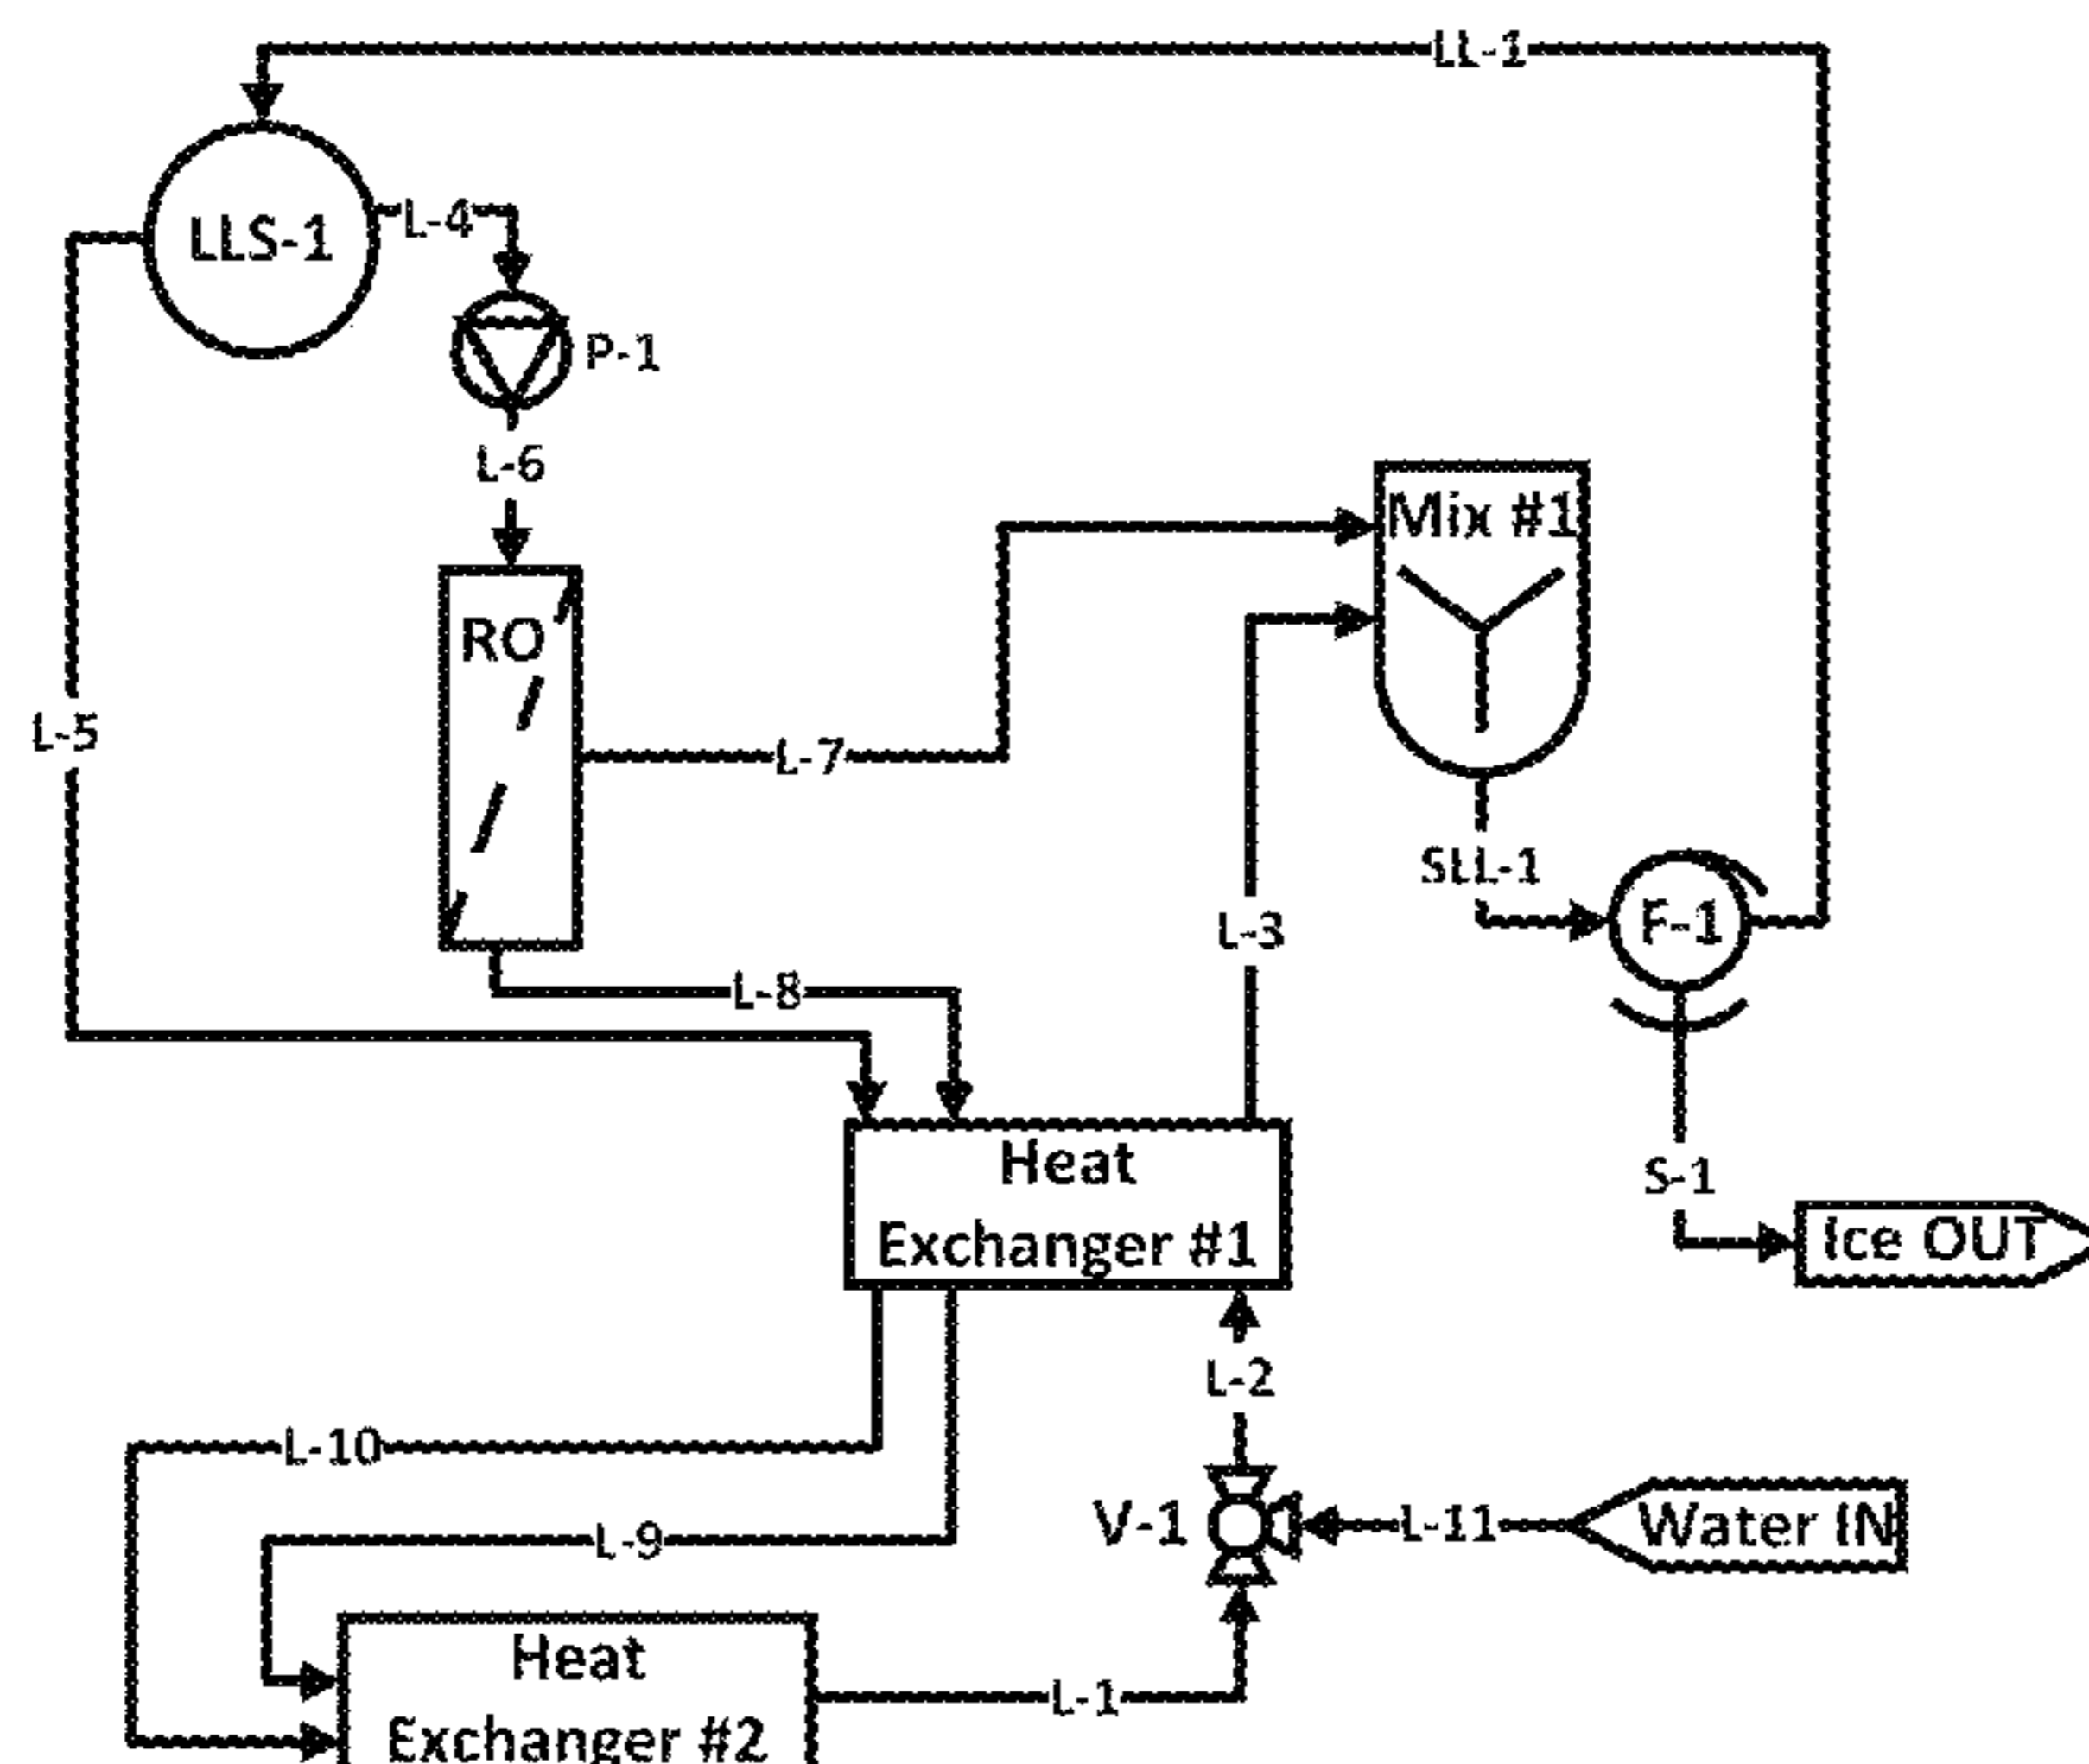 LL-1
LLS-1
L-4
P-1
L-6
Mix #1
RO
L-5
L-7
SLL-1
F-1
L-3
L-8
Heat
Exchanger #1
S-1
Ice OUT
L-2
L-10
V-1
L-11
Water IN
L-9
Heat
Exchanger #2
L-1